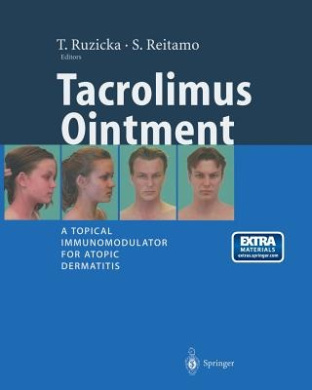 T. Ruzicka · S. Reitamo
Editors
Tacrolimus
Ointment
A TOPICAL
IMMUNOMODULATOR
FOR ATOPIC
DERMATITIS
EXTRA
MATERIALS
extras.springer.com
Springer